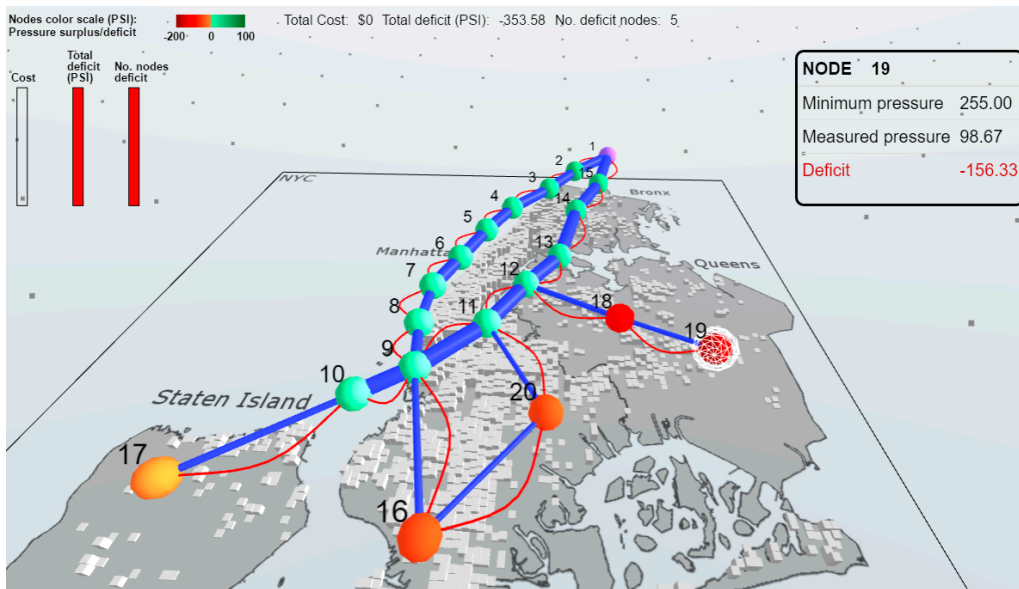 Nodes color scale (PSI):
Pressure surplus/deficit
-200 0 100
Total Cost: $0 Total deficit (PSI): -353.58 No. deficit nodes: 5
Cost
Total
deficit
(PSI)
No. nodes
deficit
NODE 19
Minimum pressure 255.00
Measured pressure 98.67
Deficit -156.33
1
2
15
3
NYC
Bronx
4
14
5
6
13
Manhatta
Queens
7
12
8
11
18
9
19
10
20
Staten Island
17
16